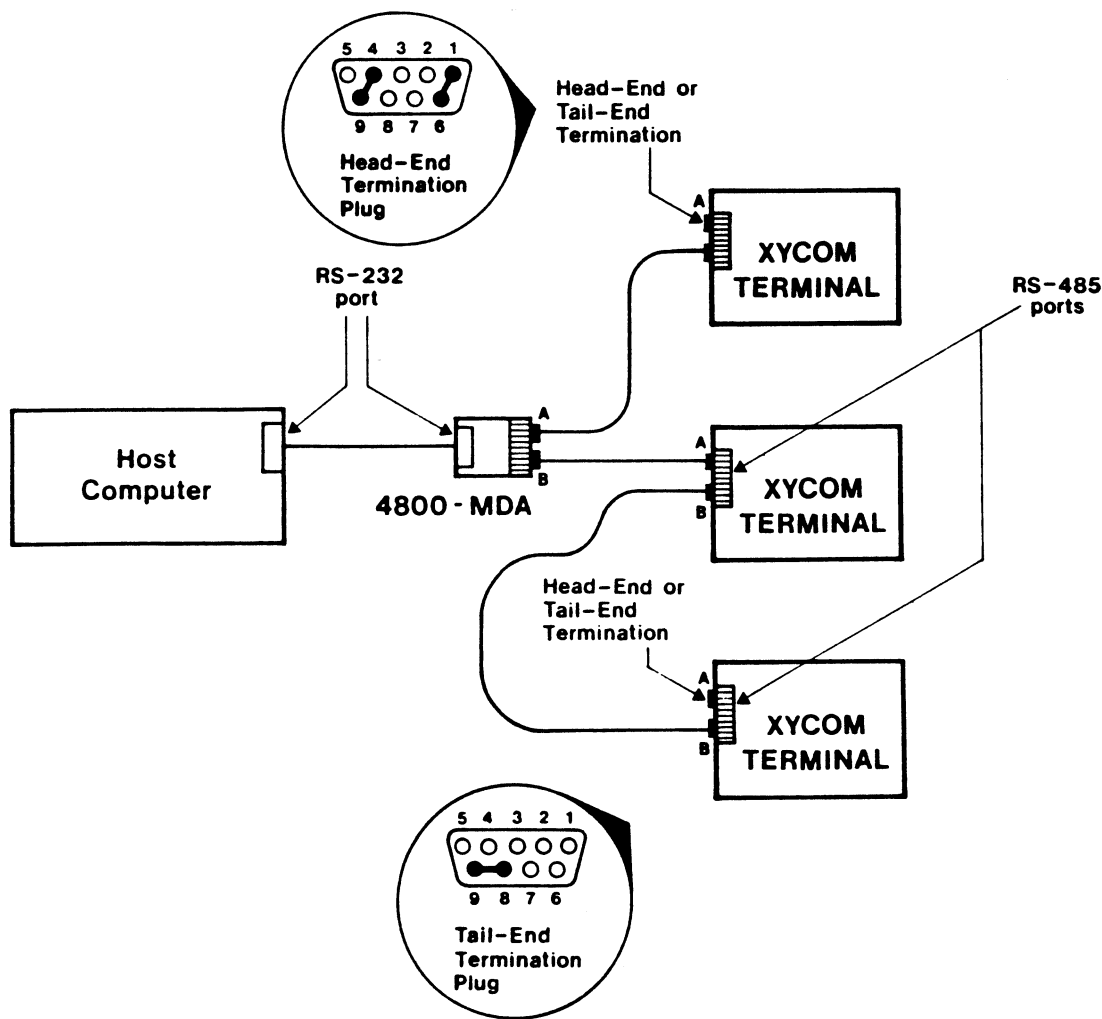 5 4 3 2 1
9 8 7 6
Head-End
Termination
Plug
Head-End or
Tail-End
Termination
A
XYCOM
TERMINAL
RS-232
port
RS-485
ports
Host
Computer
A
B
4800-MDA
A
B
XYCOM
TERMINAL
Head-End or
Tail-End
Termination
A
B
XYCOM
TERMINAL
5 4 3 2 1
9 8 7 6
Tail-End
Termination
Plug